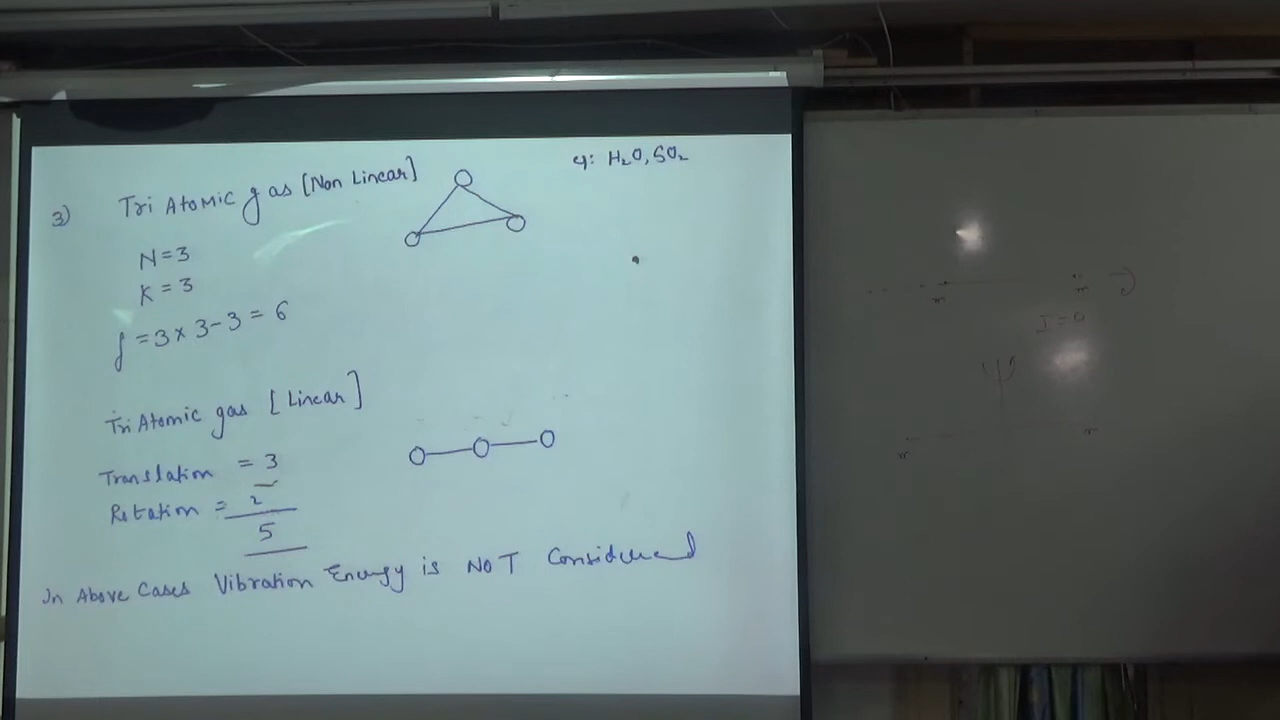 3) Tri Atomic gas [Non Linear]
eg: H₂O, SO₂
N = 3
K = 3
f = 3 × 3 - 3 = 6
Tri Atomic gas [Linear]
Translation = 3
Rotation = 2
5
In Above Cases Vibration Energy is NOT Considered
m m
I = 0
m m